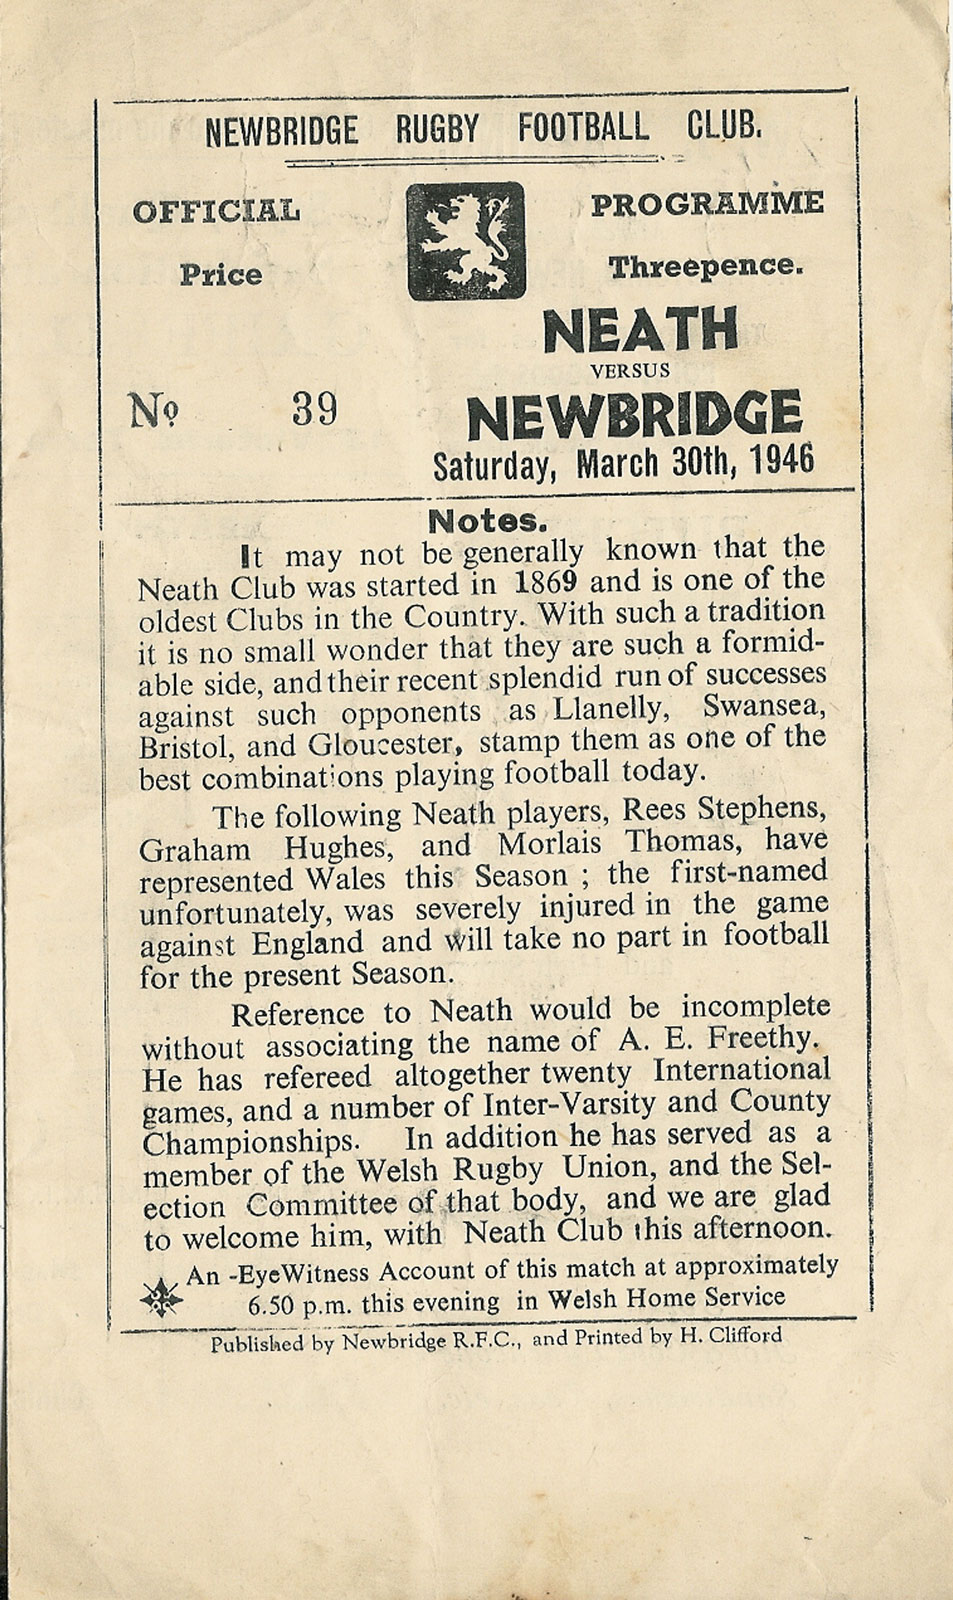 NEWBRIDGE RUGBY FOOTBALL CLUB.
OFFICIAL PROGRAMME
Price Threepence.
NEATH
VERSUS
No 39 NEWBRIDGE
Saturday, March 30th, 1946
Notes.
It may not be generally known that the
Neath Club was started in 1869 and is one of the
oldest Clubs in the Country. With such a tradition
it is no small wonder that they are such a formid-
able side, and their recent splendid run of successes
against such opponents as Llanelly, Swansea,
Bristol, and Gloucester, stamp them as one of the
best combinations playing football today.
The following Neath players, Rees Stephens,
Graham Hughes, and Morlais Thomas, have
represented Wales this Season ; the first-named
unfortunately, was severely injured in the game
against England and will take no part in football
for the present Season.
Reference to Neath would be incomplete
without associating the name of A. E. Freethy.
He has refereed altogether twenty International
games, and a number of Inter-Varsity and County
Championships. In addition he has served as a
member of the Welsh Rugby Union, and the Sel-
ection Committee of that body, and we are glad
to welcome him, with Neath Club this afternoon.
An -EyeWitness Account of this match at approximately
6.50 p.m. this evening in Welsh Home Service
Published by Newbridge R.F.C., and Printed by H. Clifford